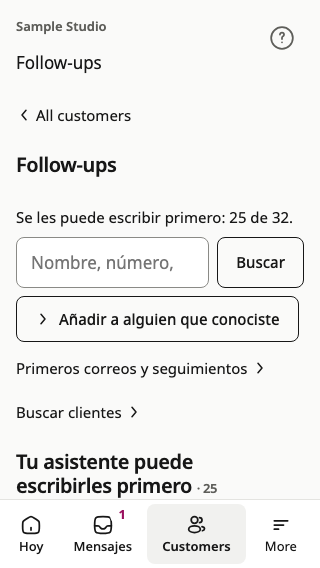 Sample Studio
Follow-ups
All customers
Follow-ups
Se les puede escribir primero: 25 de 32.
Nombre, número,
Buscar
Añadir a alguien que conociste
Primeros correos y seguimientos
Buscar clientes
Tu asistente puede
escribirles primero · 25
1
Hoy
Mensajes
Customers
More